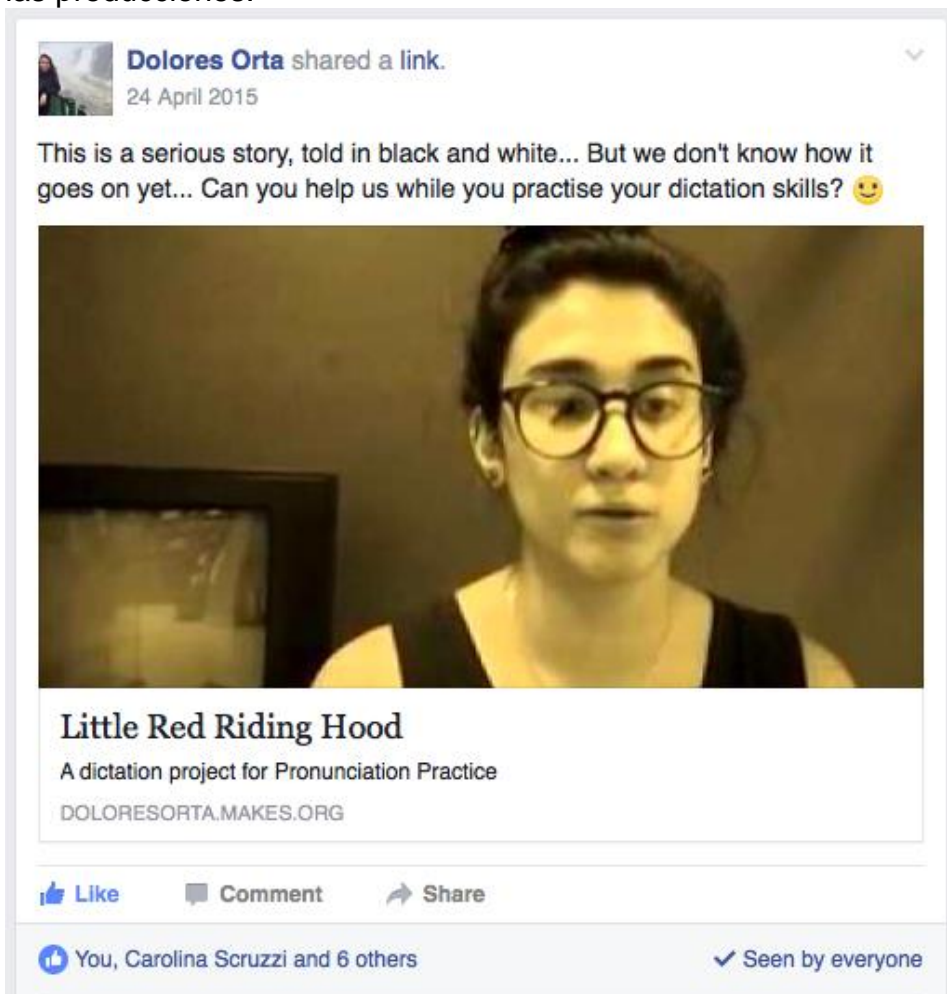 las producciones.
Dolores Orta shared a link.
24 April 2015
This is a serious story, told in black and white... But we don't know how it
goes on yet... Can you help us while you practise your dictation skills?
Little Red Riding Hood
A dictation project for Pronunciation Practice
DOLORESORTA.MAKES.ORG
Like Comment Share
You, Carolina Scruzzi and 6 others Seen by everyone